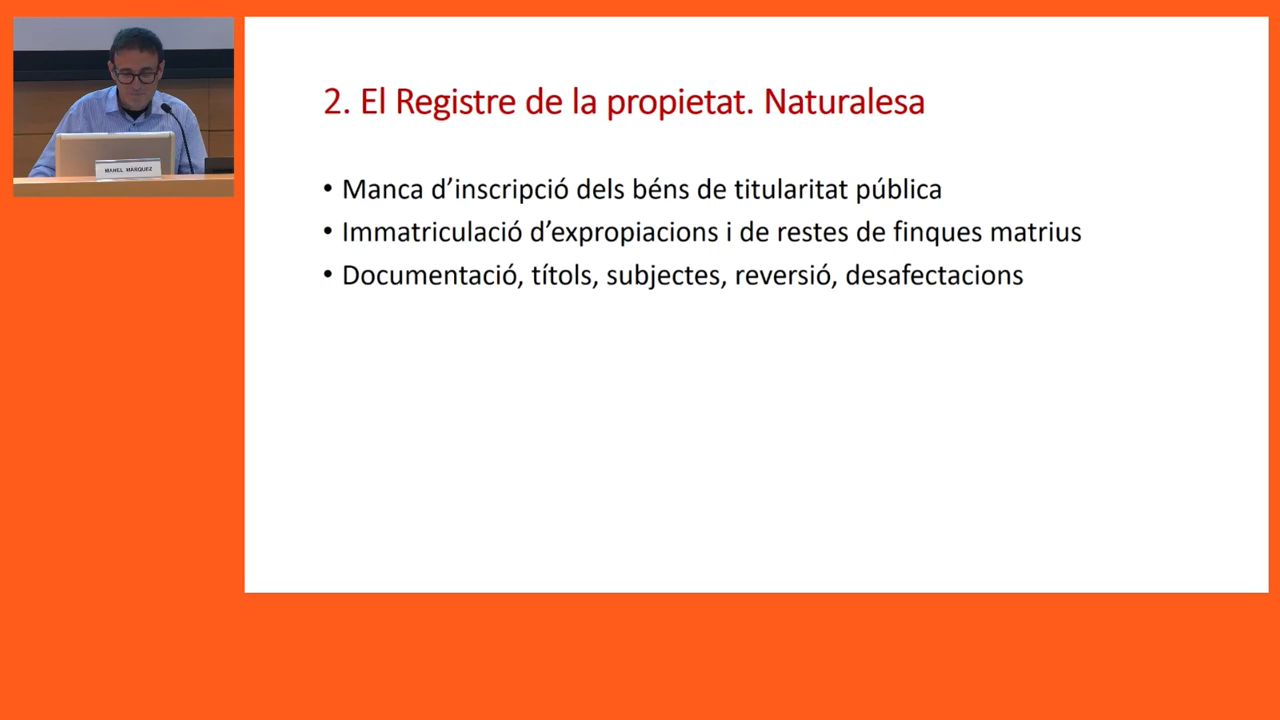 MANEL MÁRQUEZ
2. El Registre de la propietat. Naturalesa
• Manca d’inscripció dels béns de titularitat pública
• Immatriculació d’expropiacions i de restes de finques matrius
• Documentació, títols, subjectes, reversió, desafectacions